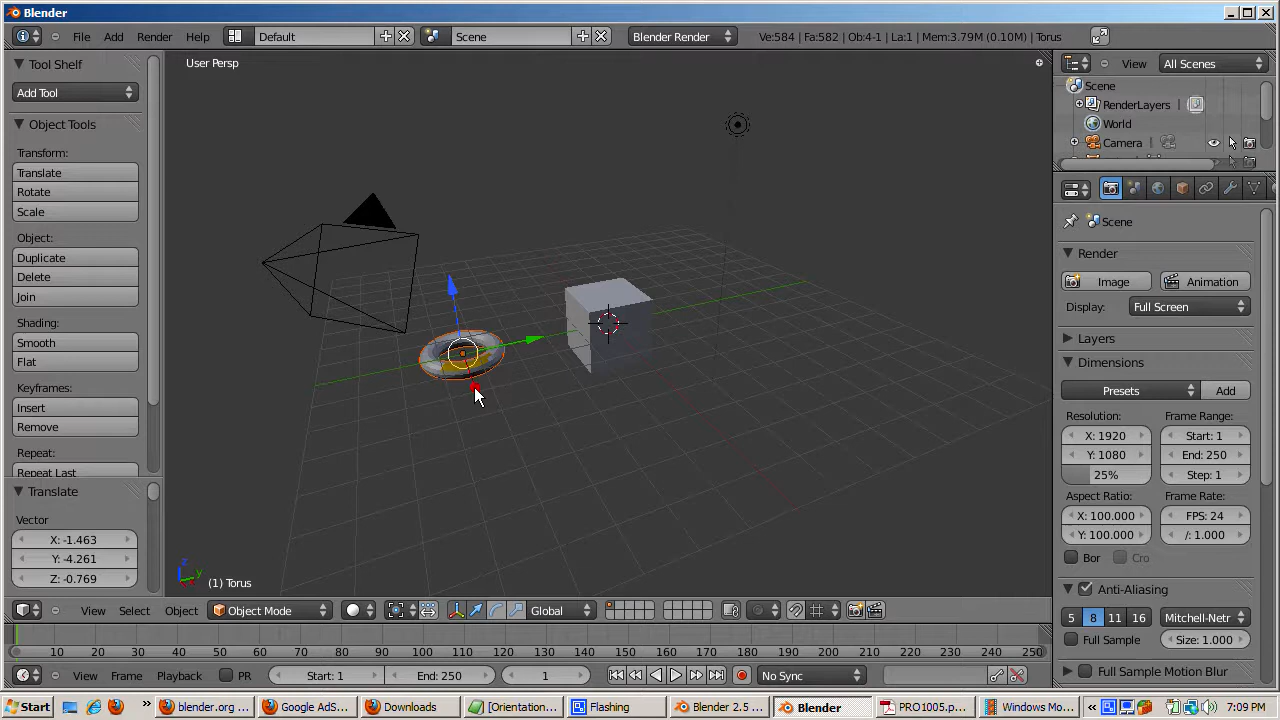 Blender
File Add Render Help Default Scene Blender Render Ve:584 | Fa:582 | Ob:4-1 | La:1 | Mem:3.79M (0.10M) | Torus
Tool Shelf
Add Tool
Object Tools
Transform:
Translate
Rotate
Scale
Object:
Duplicate
Delete
Join
Shading:
Smooth
Flat
Keyframes:
Insert
Remove
Repeat:
Repeat Last
Translate
Vector
X: -1.463
Y: -4.261
Z: -0.769
User Persp
z
y
(1) Torus
View Select Object Object Mode Global
10 20 30 40 50 60 70 80 90 100 110 120 130 140 150 160 170 180 190 200 210 220 230 240 250
View Frame Playback PR Start: 1 End: 250 1 No Sync
View All Scenes
Scene
RenderLayers
World
Camera
Scene
Render
Image Animation
Display: Full Screen
Layers
Dimensions
Presets Add
Resolution: Frame Range:
X: 1920 Start: 1
Y: 1080 End: 250
25% Step: 1
Aspect Ratio: Frame Rate:
X: 100.000 FPS: 24
Y: 100.000 /: 1.000
Bor Cro
Anti-Aliasing
5 8 11 16 Mitchell-Netr
Full Sample Size: 1.000
Full Sample Motion Blur
Start blender.org ... Google AdS... Downloads [Orientation... Flashing Blender 2.5 ... Blender PRO1005.p... Windows Mo... 7:09 PM